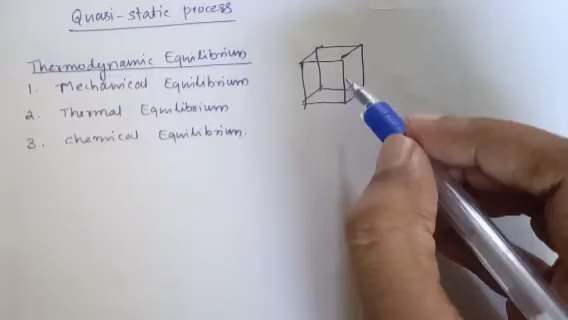 Quasi-static process
Thermodynamic Equilibrium
1. Mechanical Equilibrium
2. Thermal Equilibrium
3. Chemical Equilibrium.